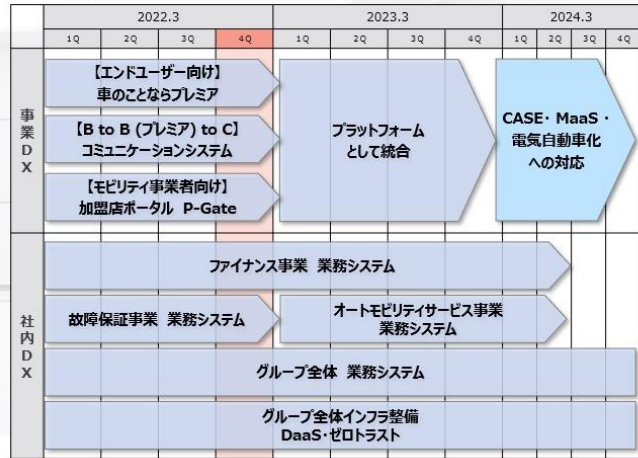 2022.3 2023.3 2024.3
1Q 2Q 3Q 4Q 1Q 2Q 3Q 4Q 1Q 2Q 3Q 4Q
事業DX
【エンドユーザー向け】
車のことならプレミア
【B to B (プレミア) to C】
コミュニケーションシステム
【モビリティ事業者向け】
加盟店ポータル P-Gate
プラットフォーム
として統合
CASE・MaaS・
電気自動車化
への対応
社内DX
ファイナンス事業 業務システム
故障保証事業 業務システム
オートモビリティサービス事業
業務システム
グループ全体 業務システム
グループ全体インフラ整備
DaaS・ゼロトラスト